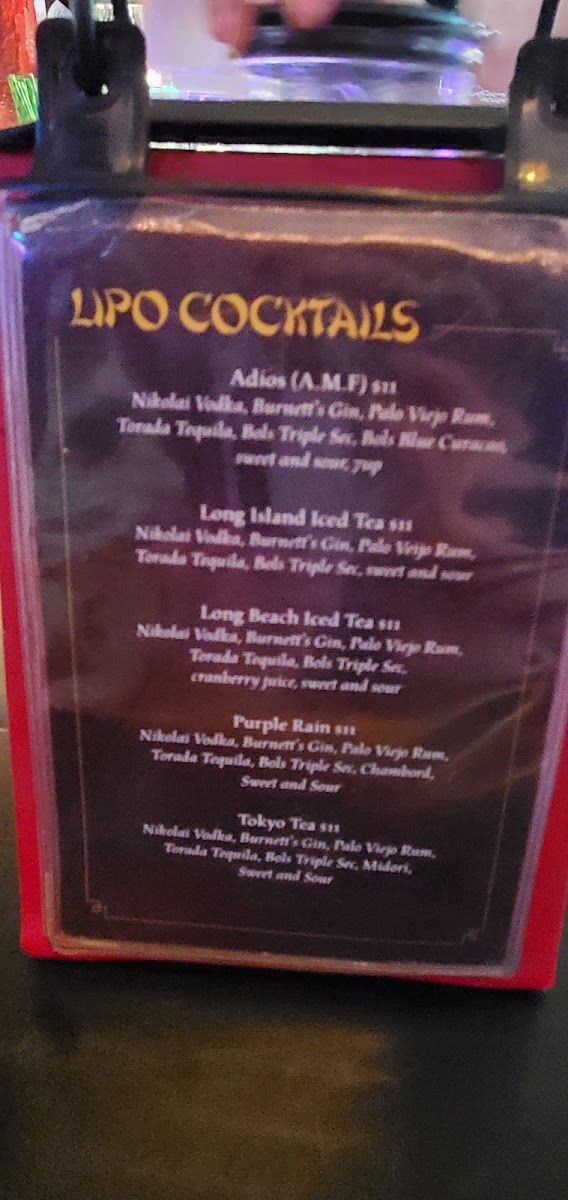 LIPO COCKTAILS
Adios (A.M.F) $11
Nikolai Vodka, Burnett's Gin, Palo Viejo Rum,
Torada Tequila, Bols Triple Sec, Bols Blue Curacao,
sweet and sour, 7up
Long Island Iced Tea $11
Nikolai Vodka, Burnett's Gin, Palo Veijo Rum,
Torada Tequila, Bols Triple Sec, sweet and sour
Long Beach Iced Tea $11
Nikolai Vodka, Burnett's Gin, Palo Viejo Rum,
Torada Tequila, Bols Triple Sec,
cranberry juice, sweet and sour
Purple Rain $11
Nikolai Vodka, Burnett's Gin, Palo Viejo Rum,
Torada Tequila, Bols Triple Sec, Chambord,
Sweet and Sour
Tokyo Tea $11
Nikolai Vodka, Burnett's Gin, Palo Viejo Rum,
Torada Tequila, Bols Triple Sec, Midori,
Sweet and Sour